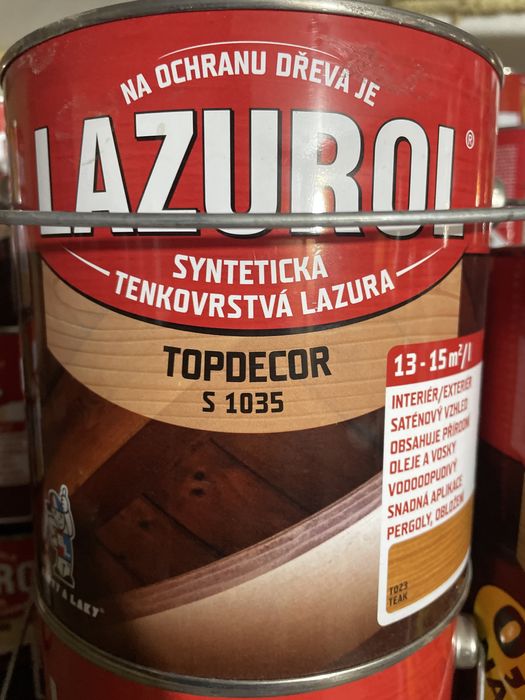 NA OCHRANU DŘEVA JE
LAZUROL®
SYNTETICKÁ
TENKOVRSTVÁ LAZURA
TOPDECOR
S 1035
13 - 15 m²/l
INTERIÉR/EXTERIÉR
SATÉNOVÝ VZHLED
OBSAHUJE PŘÍRODNÍ
OLEJE A VOSKY
VODOODPUDIVÝ
SNADNÁ APLIKACE
PERGOLY, OBLOŽENÍ
T023
TEAK
A LAKY®